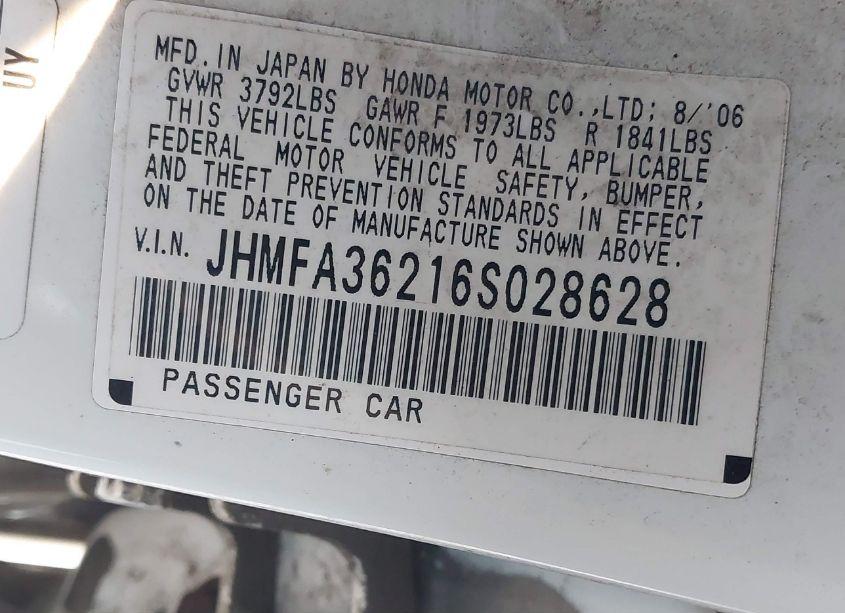 UY
MFD. IN JAPAN BY HONDA MOTOR CO.,LTD; 8/'06
GVWR 3792LBS GAWR F 1973LBS R 1841LBS
THIS VEHICLE CONFORMS TO ALL APPLICABLE
FEDERAL MOTOR VEHICLE SAFETY, BUMPER,
AND THEFT PREVENTION STANDARDS IN EFFECT
ON THE DATE OF MANUFACTURE SHOWN ABOVE.
V.I.N. JHMFA36216S028628
PASSENGER CAR